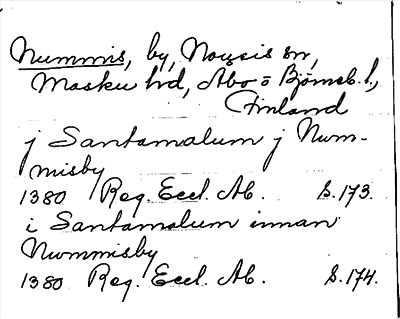 Nummis, by, Nousis sn,
Masku hd, Åbo o Björneb. l.,
Finland
j Santamalum j Num-
misby
1380 Reg. Eccl. Ab. S. 173.
i Santamalum innan
Nummisby
1380 Reg. Eccl. Ab. S. 174.